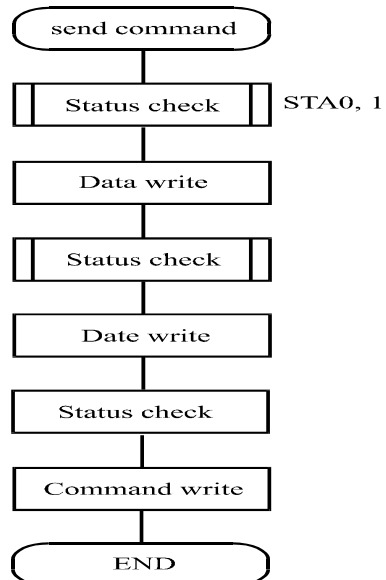 send command
Status check STA0, 1
Data write
Status check
Date write
Status check
Command write
END